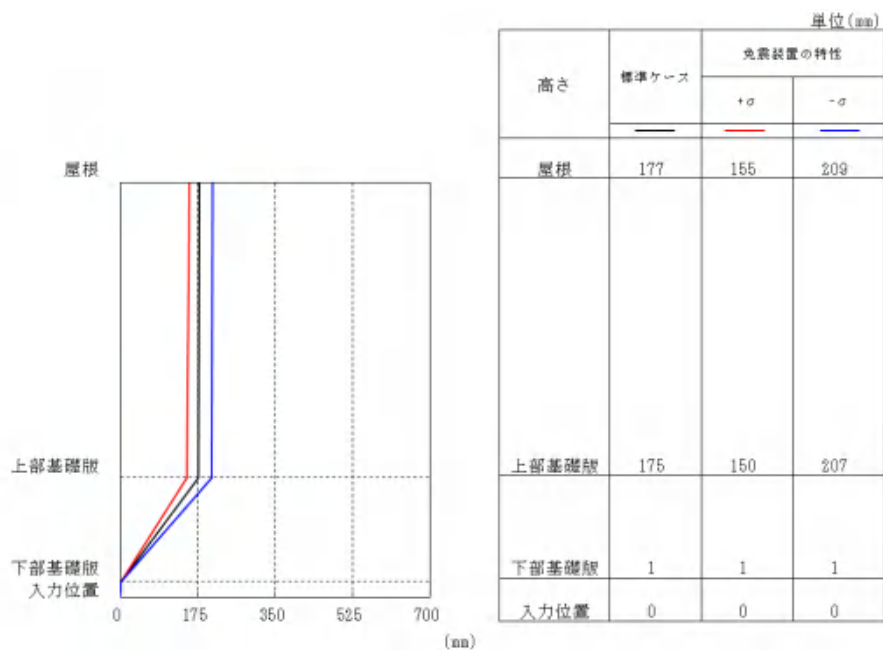 単位(mm)
高さ 標準ケース 免震装置の特性
+σ -σ
屋根 177 155 209
上部基礎版 175 150 207
下部基礎版 1 1 1
入力位置 0 0 0
屋根
上部基礎版
下部基礎版
入力位置
0 175 350 525 700
(mm)